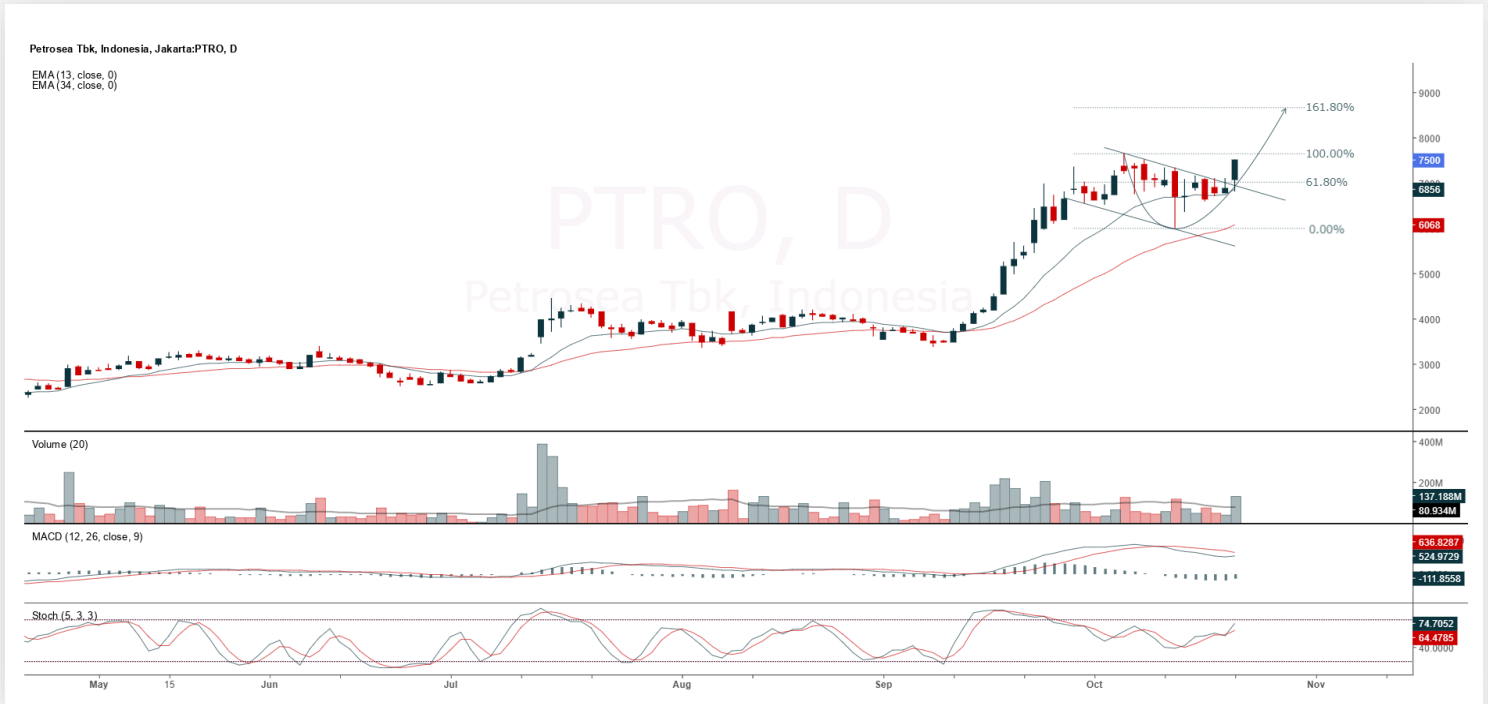 Petrosea Tbk, Indonesia, Jakarta:PTRO, D
EMA (13, close, 0)
EMA (34, close, 0)
PTRO, D
Petrosea Tbk, Indonesia
161.80%
100.00%
61.80%
0.00%
9000
8000
7500
6856
6068
5000
4000
3000
2000
Volume (20)
400M
200M
137.188M
80.934M
MACD (12, 26, close, 9)
636.8287
524.9729
-111.8558
Stoch (5, 3, 3)
74.7052
64.4785
40.0000
May 15 Jun Jul Aug Sep Oct Nov